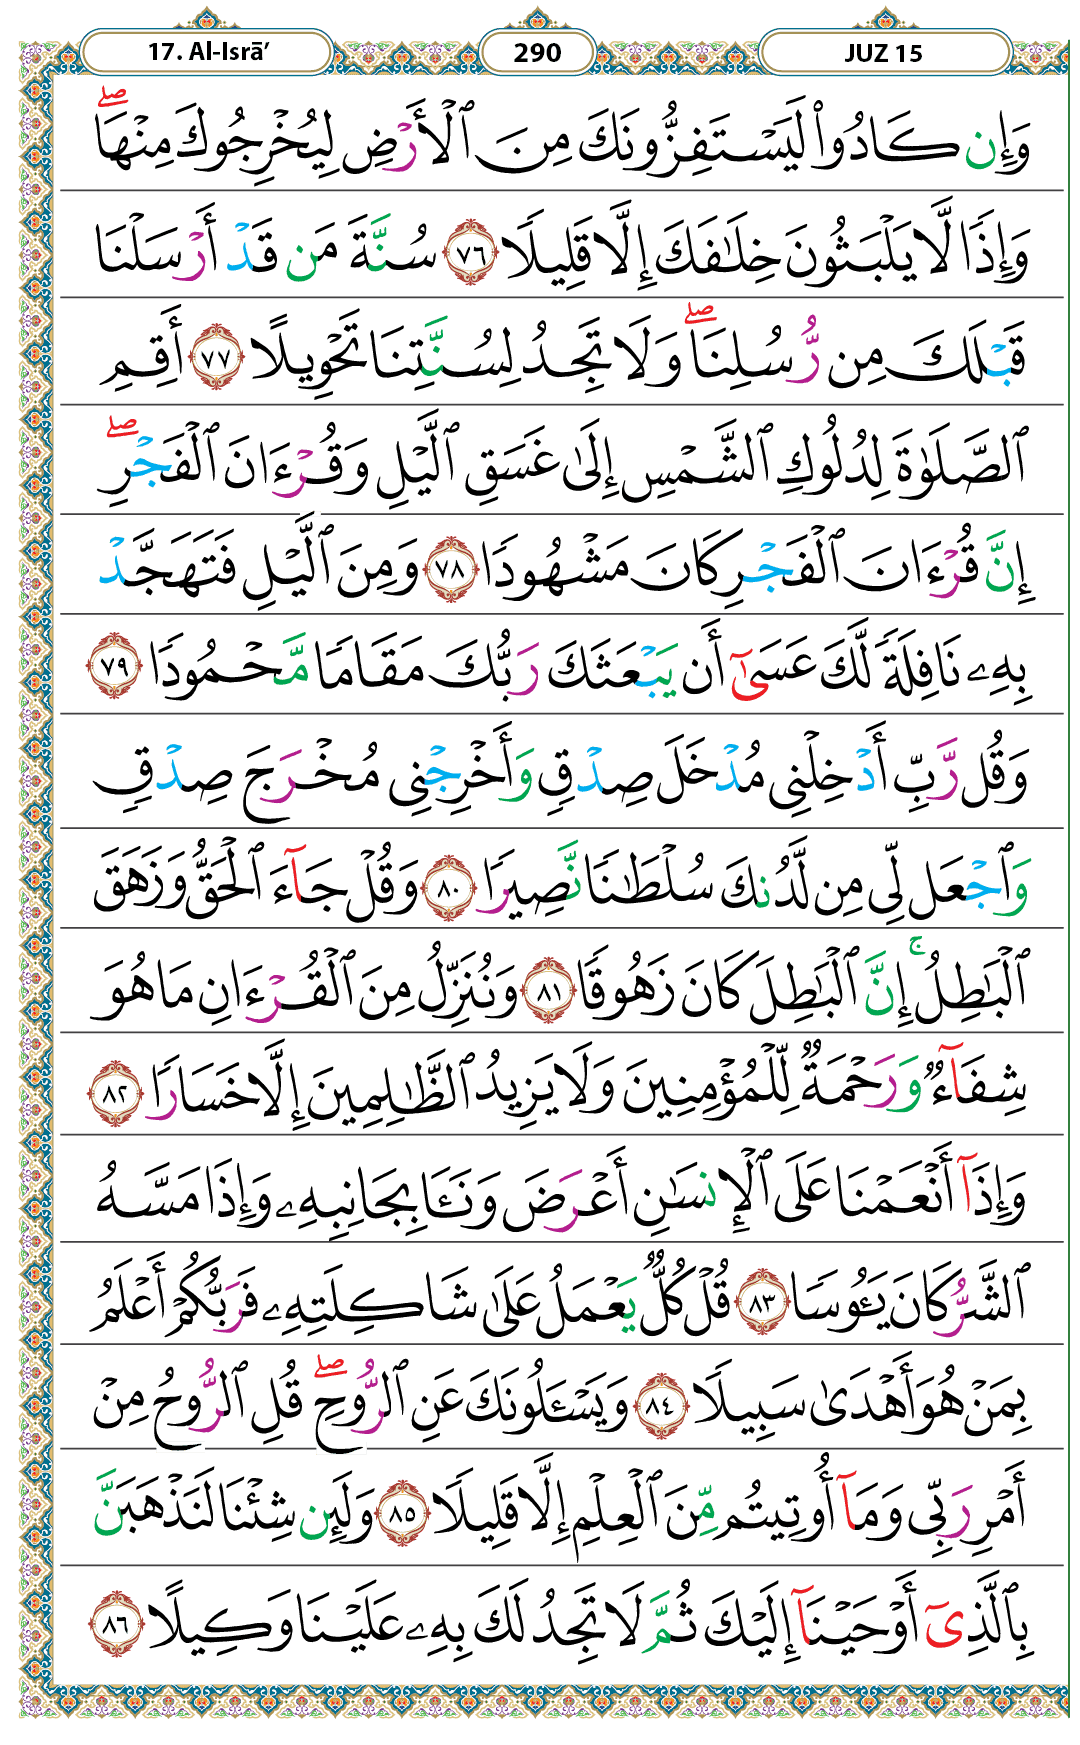 17. Al-Isrā’ 290 JUZ 15
وَإِن كَادُوا۟ لَيَسْتَفِزُّونَكَ مِنَ ٱلْأَرْضِ لِيُخْرِجُوكَ مِنْهَا ۖ
وَإِذًا لَّا يَلْبَثُونَ خِلَٰفَكَ إِلَّا قَلِيلًا ٧٦ سُنَّةَ مَن قَدْ أَرْسَلْنَا
قَبْلَكَ مِن رُّسُلِنَا ۖ وَلَا تَجِدُ لِسُنَّتِنَا تَحْوِيلًا ٧٧ أَقِمِ
ٱلصَّلَوٰةَ لِدُلُوكِ ٱلشَّمْسِ إِلَىٰ غَسَقِ ٱلَّيْلِ وَقُرْءَانَ ٱلْفَجْرِ ۖ
إِنَّ قُرْءَانَ ٱلْفَجْرِ كَانَ مَشْهُودًا ٧٨ وَمِنَ ٱلَّيْلِ فَتَهَجَّدْ
بِهِۦ نَافِلَةً لَّكَ عَسَىٰٓ أَن يَبْعَثَكَ رَبُّكَ مَقَامًا مَّحْمُودًا ٧٩
وَقُل رَّبِّ أَدْخِلْنِى مُدْخَلَ صِدْقٍ وَأَخْرِجْنِى مُخْرَجَ صِدْقٍ
وَٱجْعَل لِّى مِن لَّدُنكَ سُلْطَٰنًا نَّصِيرًا ٨٠ وَقُلْ جَآءَ ٱلْحَقُّ وَزَهَقَ
ٱلْبَٰطِلُ ۚ إِنَّ ٱلْبَٰطِلَ كَانَ زَهُوقًا ٨١ وَنُنَزِّلُ مِنَ ٱلْقُرْءَانِ مَا هُوَ
شِفَآءٌ وَرَحْمَةٌ لِّلْمُؤْمِنِينَ وَلَا يَزِيدُ ٱلظَّٰلِمِينَ إِلَّا خَسَارًا ٨٢
وَإِذَآ أَنْعَمْنَا عَلَى ٱلْإِنسَٰنِ أَعْرَضَ وَنَـَٔا بِجَانِبِهِۦ وَإِذَا مَسَّهُ
ٱلشَّرُّ كَانَ يَـُٔوسًا ٨٣ قُلْ كُلٌّ يَعْمَلُ عَلَىٰ شَاكِلَتِهِۦ فَرَبُّكُمْ أَعْلَمُ
بِمَنْ هُوَ أَهْدَىٰ سَبِيلًا ٨٤ وَيَسْـَٔلُونَكَ عَنِ ٱلرُّوحِ ۖ قُلِ ٱلرُّوحُ مِنْ
أَمْرِ رَبِّى وَمَآ أُوتِيتُم مِّنَ ٱلْعِلْمِ إِلَّا قَلِيلًا ٨٥ وَلَئِن شِئْنَا لَنَذْهَبَنَّ
بِٱلَّذِىٓ أَوْحَيْنَآ إِلَيْكَ ثُمَّ لَا تَجِدُ لَكَ بِهِۦ عَلَيْنَا وَكِيلًا ٨٦